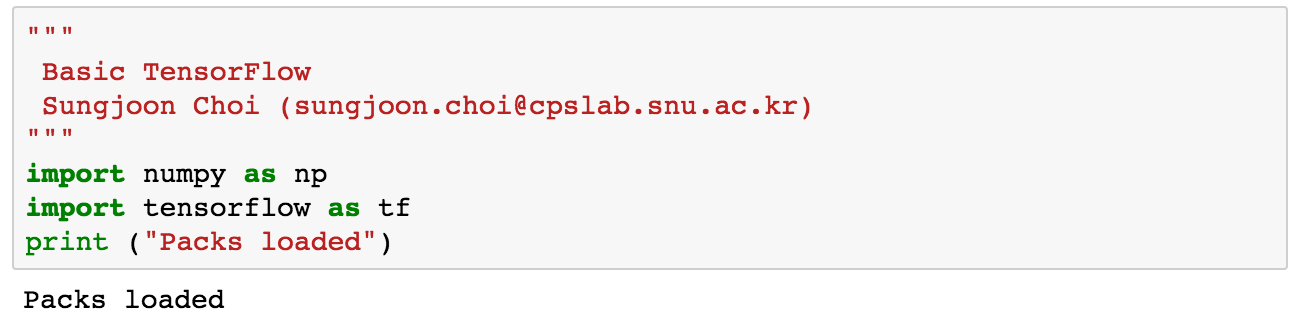 """
Basic TensorFlow
Sungjoon Choi (sungjoon.choi@cpslab.snu.ac.kr)
"""
import numpy as np
import tensorflow as tf
print ("Packs loaded")
Packs loaded